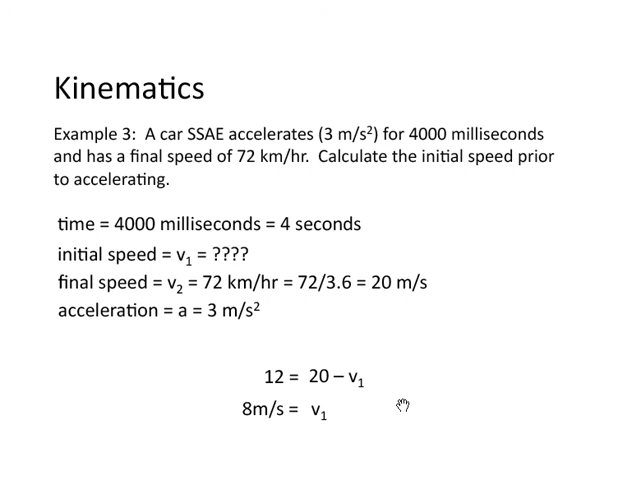 Kinematics
Example 3:  A car SSAE accelerates (3 m/s²) for 4000 milliseconds
and has a final speed of 72 km/hr.  Calculate the initial speed prior
to accelerating.
time = 4000 milliseconds = 4 seconds
initial speed = v₁ = ????
final speed = v₂ = 72 km/hr = 72/3.6 = 20 m/s
acceleration = a = 3 m/s²
12 = 20 – v₁
8m/s = v₁